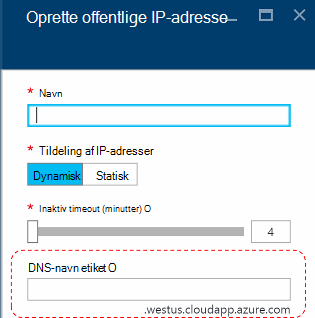 Oprette offentlige IP-adresse
* Navn
* Tildeling af IP-adresser
Dynamisk Statisk
* Inaktiv timeout (minutter) O
4
DNS-navn etiket O
.westus.cloudapp.azure.com